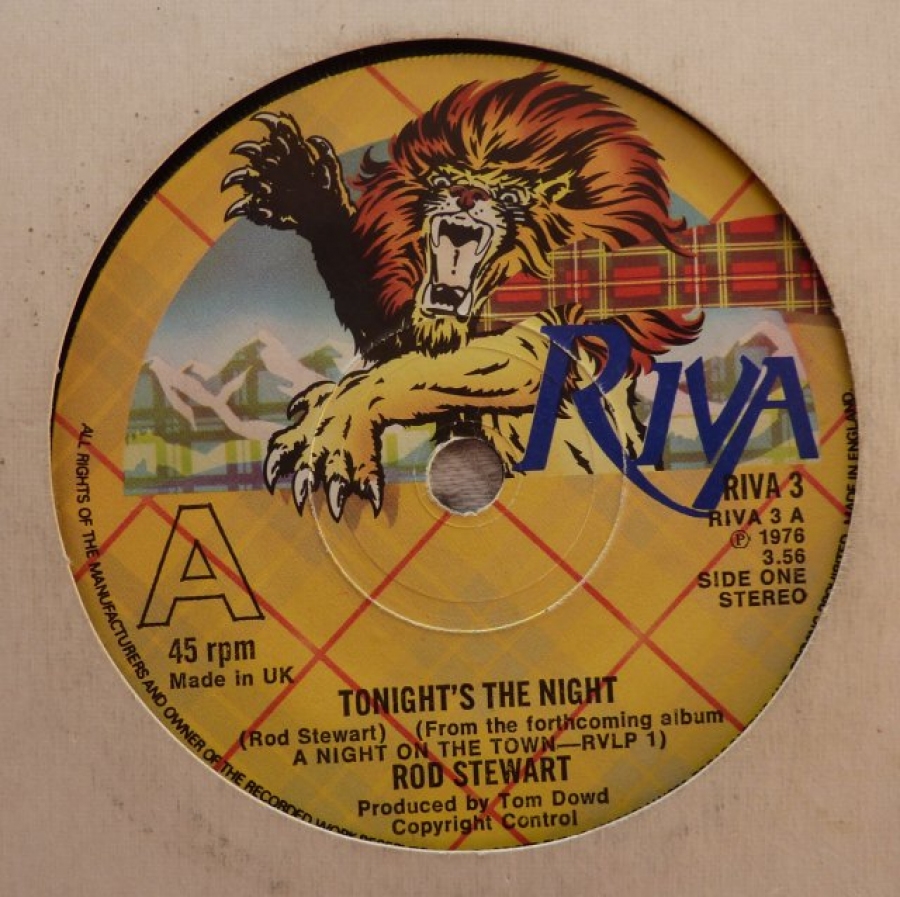 RIVA
RIVA 3
RIVA 3 A
Ⓟ 1976
3.56
SIDE ONE
STEREO
A
45 rpm
Made in UK
TONIGHT'S THE NIGHT
(Rod Stewart) (From the forthcoming album
A NIGHT ON THE TOWN—RVLP 1)
ROD STEWART
Produced by Tom Dowd
Copyright Control
ALL RIGHTS OF THE MANUFACTURERS AND OWNER OF THE RECORDED WORK
MADE IN ENGLAND